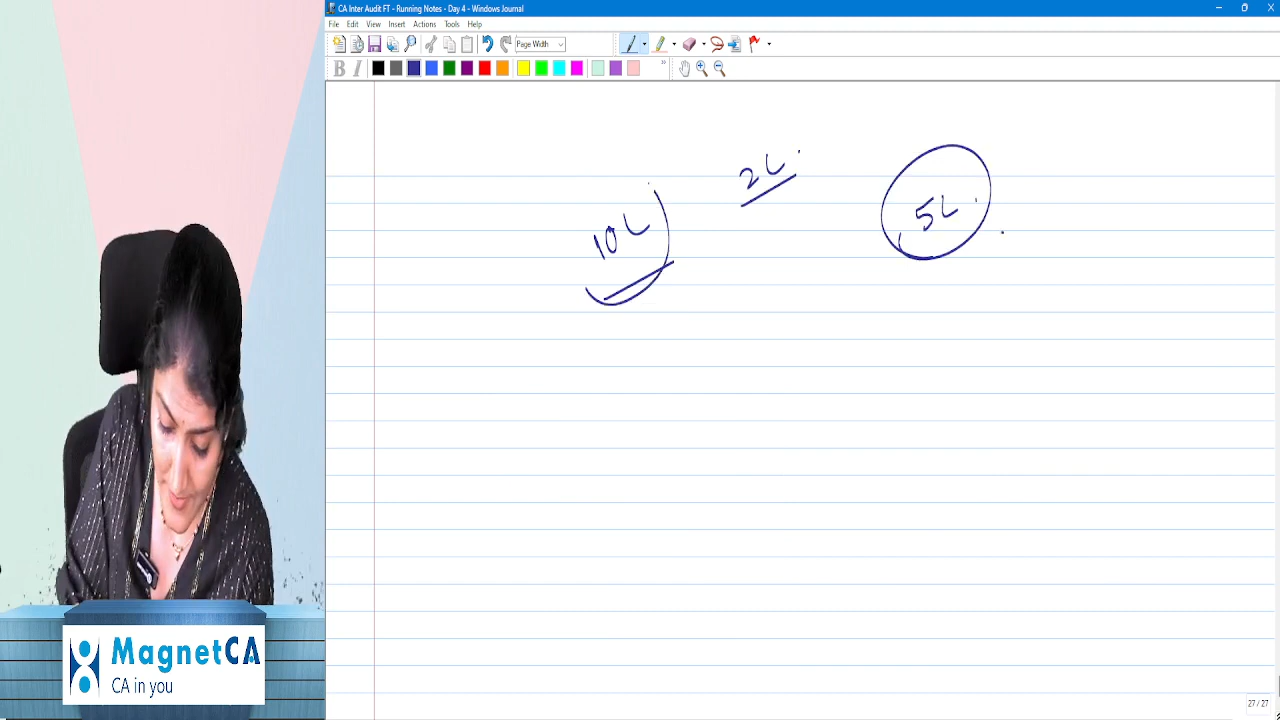 CA Inter Audit FT - Running Notes - Day 4 - Windows Journal
File Edit View Insert Actions Tools Help
Page Width
B I
2L
10L
5L
MagnetCA
CA in you
27 / 27